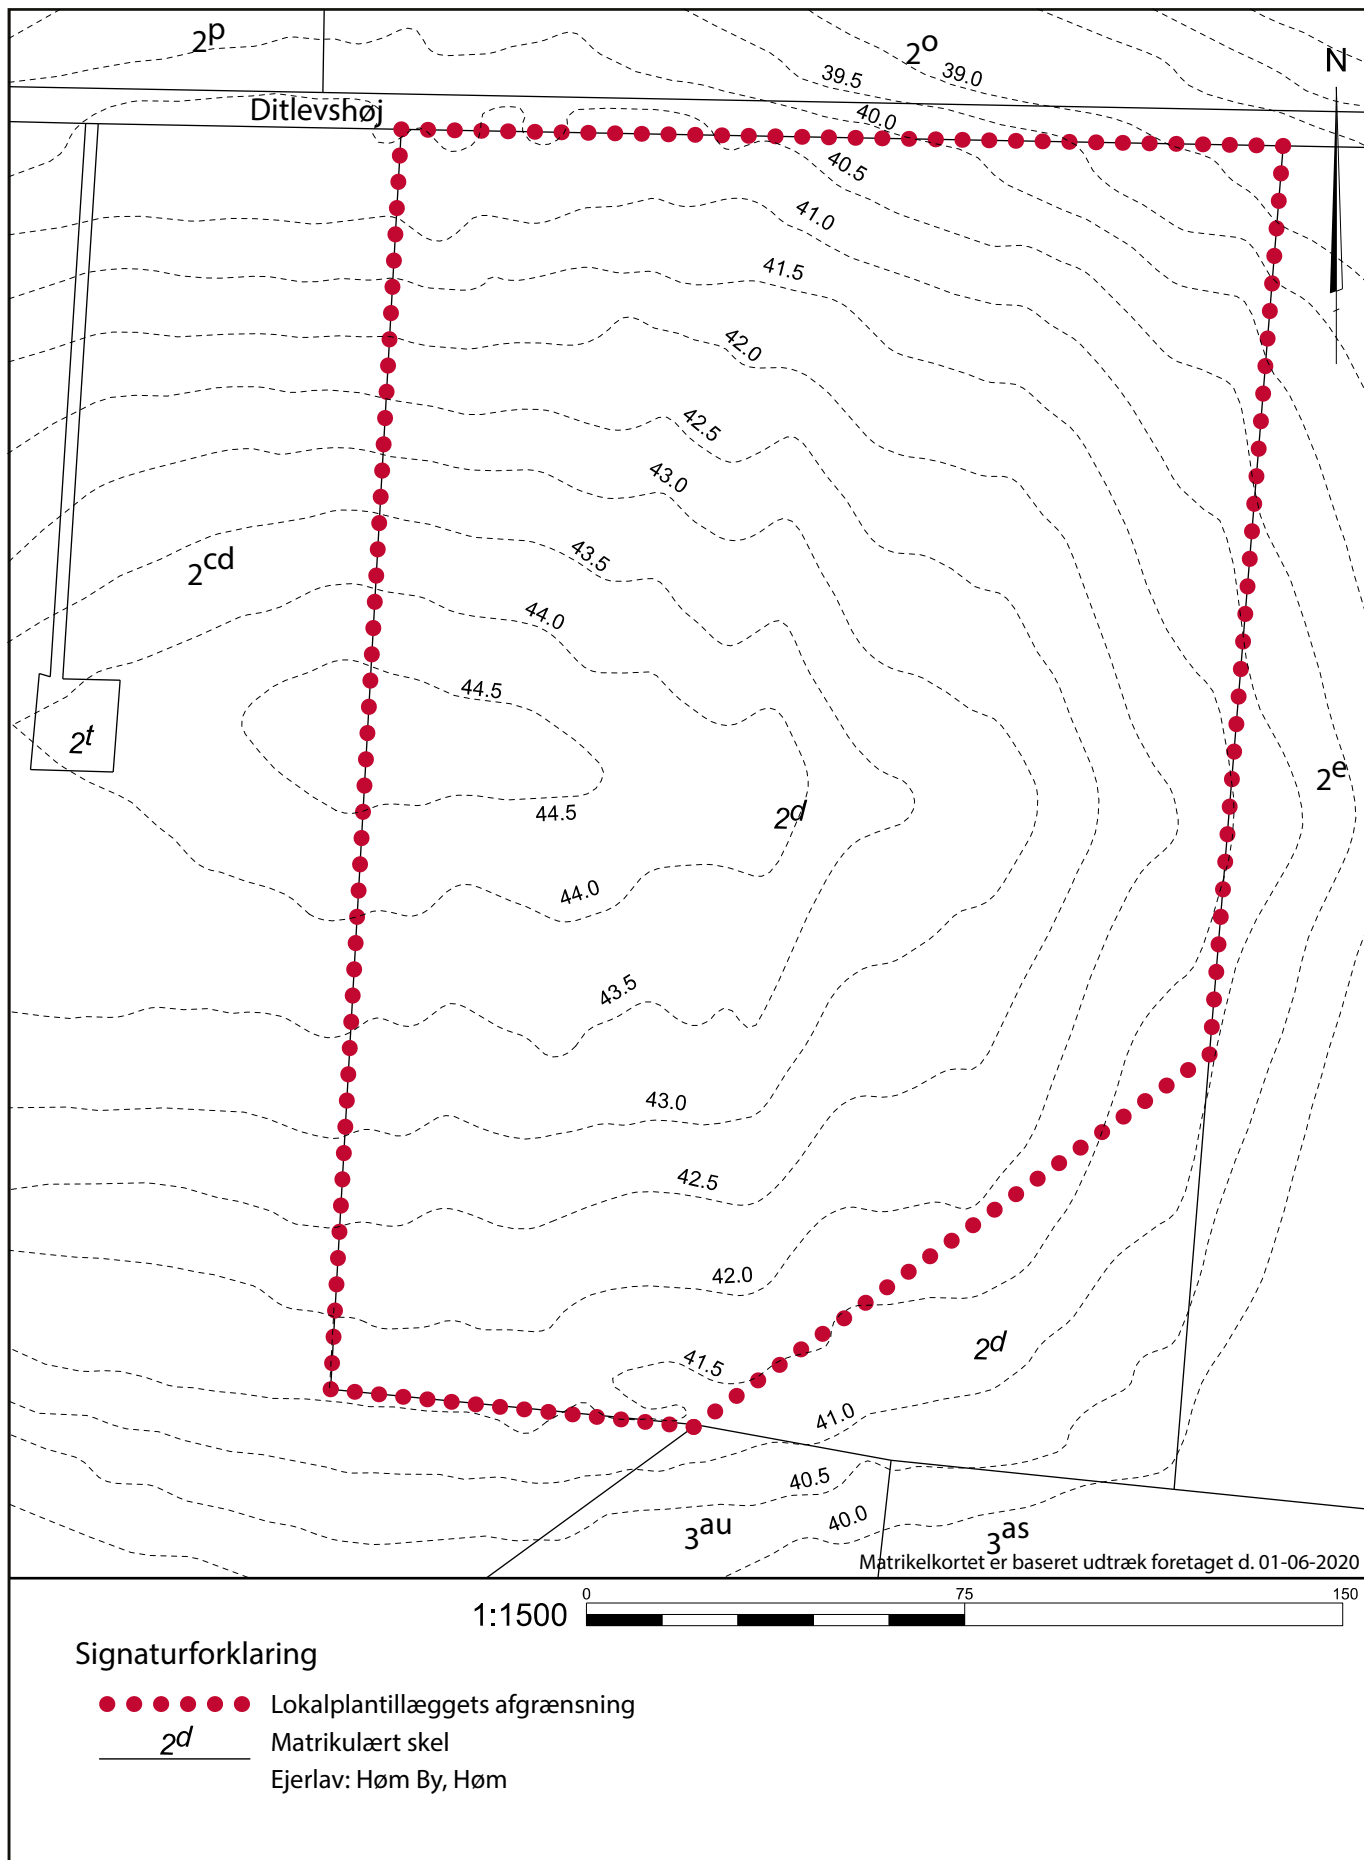 2p
2o
N
39.5
39.0
Ditlevshøj
40.0
40.5
41.0
41.5
42.0
42.5
43.0
43.5
2cd
44.0
44.5
2t
2e
44.5
2d
44.0
43.5
43.0
42.5
42.0
2d
41.5
41.0
40.5
40.0
3au
3as
Matrikelkortet er baseret udtræk foretaget d. 01-06-2020
0 75 150
1:1500
Signaturforklaring
Lokalplantillæggets afgrænsning
2d Matrikulært skel
Ejerlav: Høm By, Høm